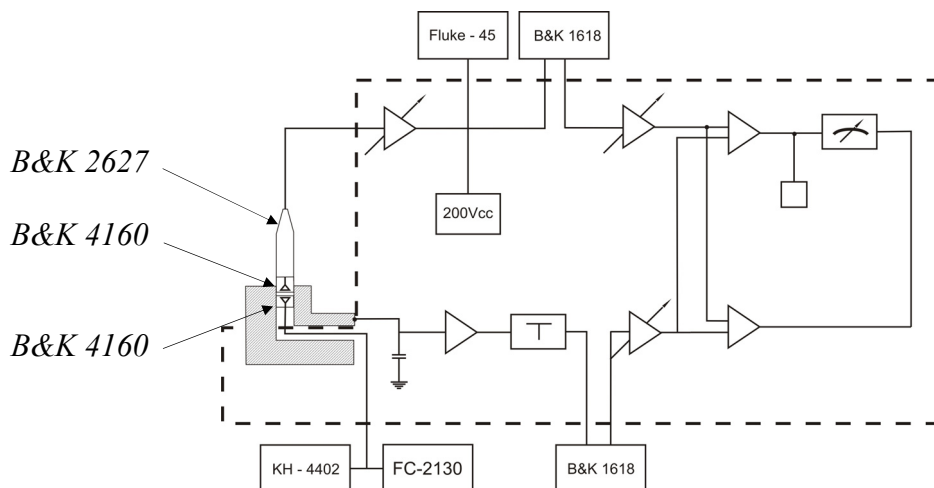 Fluke - 45
B&K 1618
B&K 2627
200Vcc
B&K 4160
B&K 4160
KH - 4402
FC-2130
B&K 1618